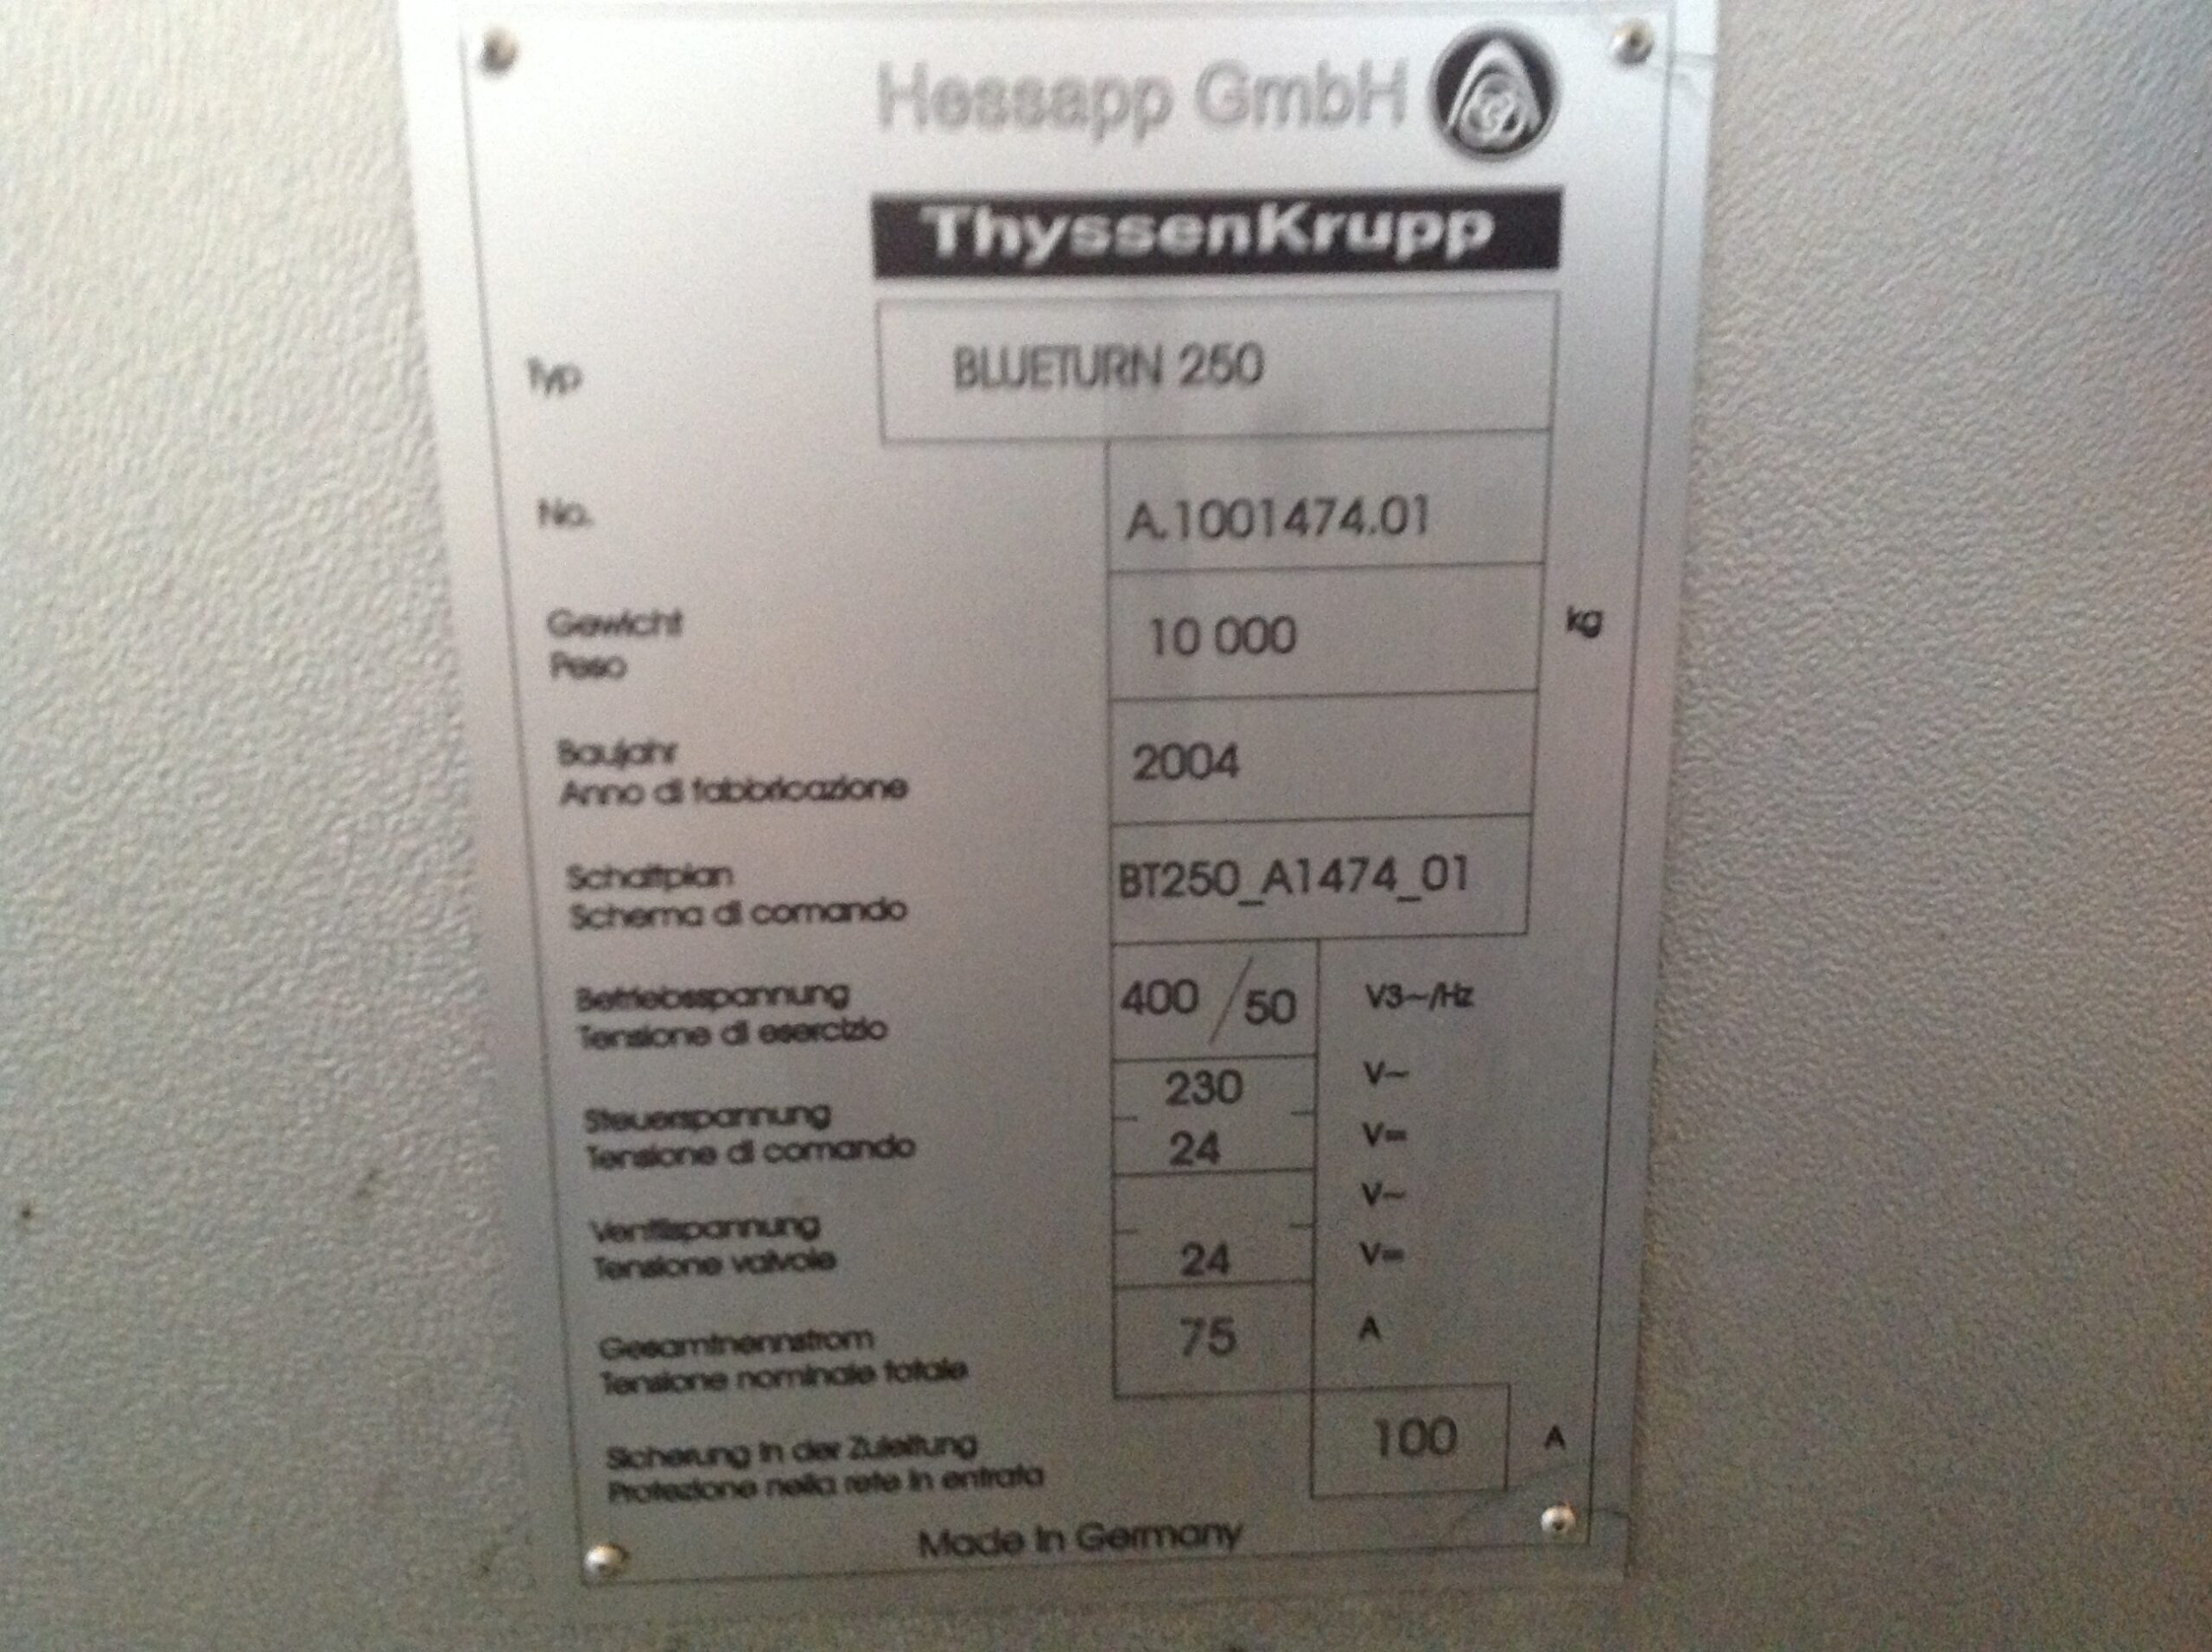 Hessapp GmbH
ThyssenKrupp
Typ BLUETURN 250
No. A.1001474.01
Gewicht
Peso
10 000 kg
Baujahr
Anno di fabbricazione
2004
Schaltplan
Schema di comando
BT250_A1474_01
Betriebsspannung
Tensione di esercizio
400 / 50 V3~/Hz
Steuerspannung
Tensione di comando
230 V~
24 V=
Ventilspannung
Tensione valvole
V~
24 V=
Gesamtnennstrom
Tensione nominale totale
75 A
Sicherung in der Zuleitung
Protezione nella rete in entrata
100 A
Made in Germany